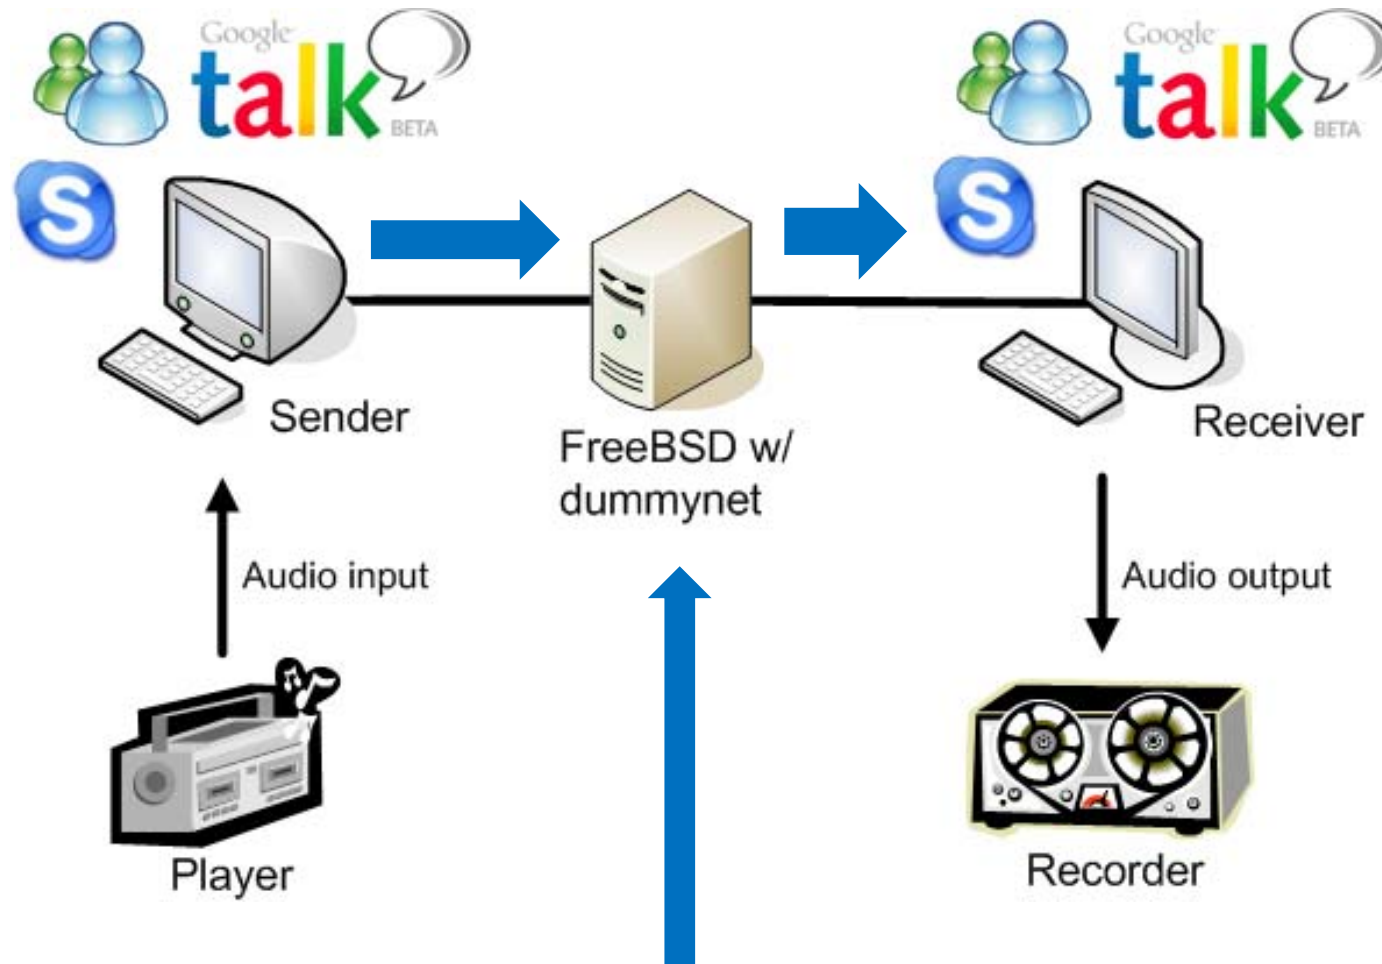 Google
talk
BETA
Google
talk
BETA
S
S
Sender
FreeBSD w/
dummynet
Receiver
Audio input
Audio output
Player
Recorder